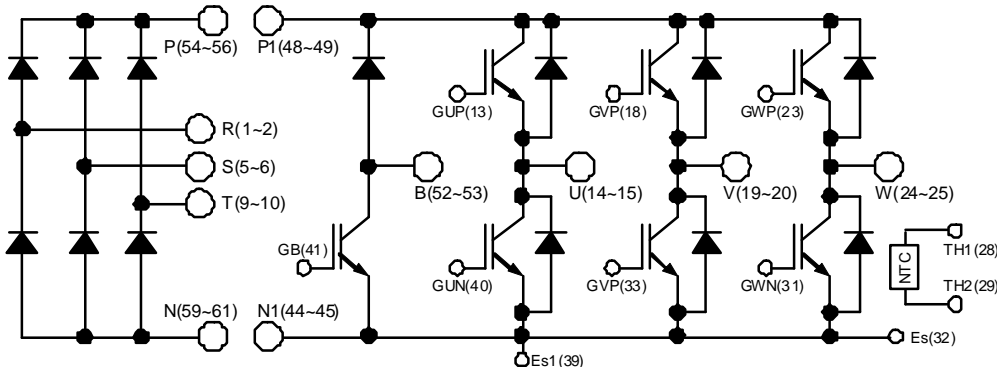 P(54~56)
P1(48~49)
GUP(13)
GVP(18)
GWP(23)
R(1~2)
S(5~6)
T(9~10)
B(52~53)
U(14~15)
V(19~20)
W(24~25)
GB(41)
GUN(40)
GVP(33)
GWN(31)
NTC
TH1(28)
TH2(29)
N(59~61)
N1(44~45)
Es(32)
Es1(39)